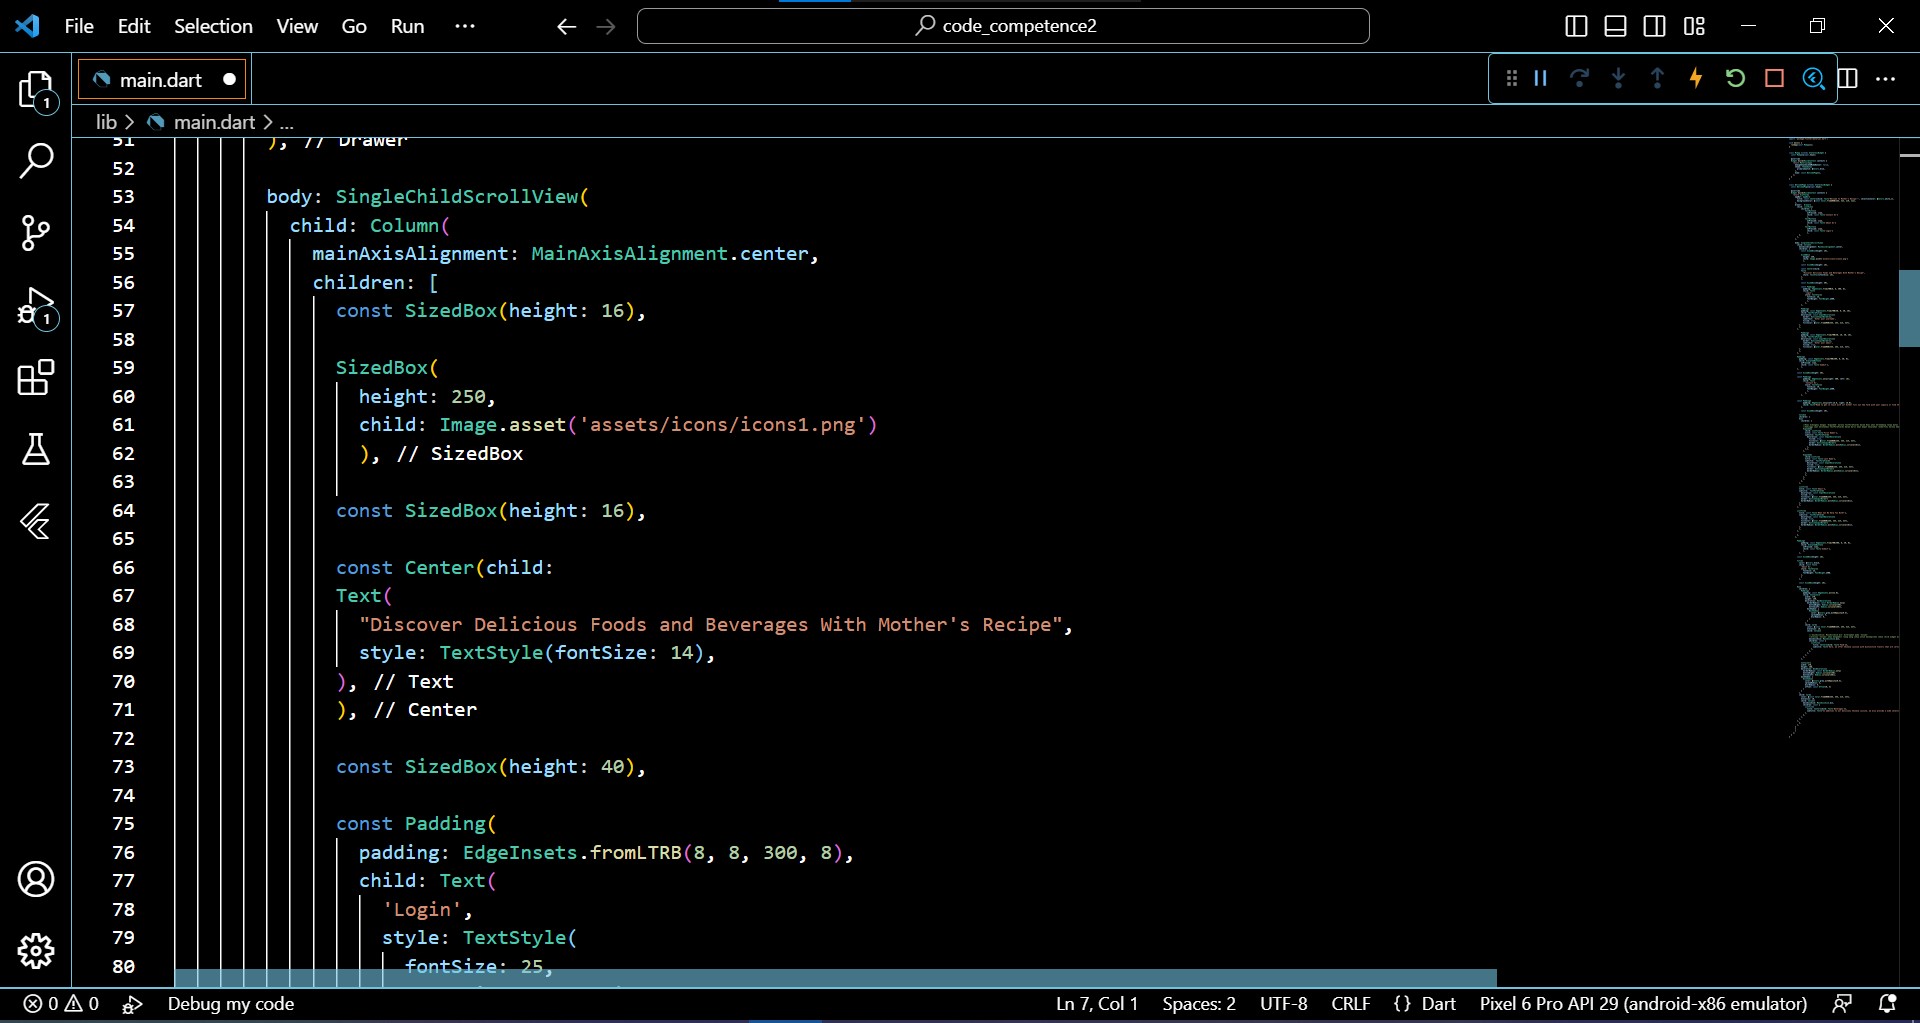 File Edit Selection View Go Run ···
code_competence2
main.dart
lib > main.dart > ...
1
1
51 ), // Drawer
52
53 body: SingleChildScrollView(
54 child: Column(
55 mainAxisAlignment: MainAxisAlignment.center,
56 children: [
57 const SizedBox(height: 16),
58
59 SizedBox(
60 height: 250,
61 child: Image.asset('assets/icons/icons1.png')
62 ), // SizedBox
63
64 const SizedBox(height: 16),
65
66 const Center(child:
67 Text(
68 "Discover Delicious Foods and Beverages With Mother's Recipe",
69 style: TextStyle(fontSize: 14),
70 ), // Text
71 ), // Center
72
73 const SizedBox(height: 40),
74
75 const Padding(
76 padding: EdgeInsets.fromLTRB(8, 8, 300, 8),
77 child: Text(
78 'Login',
79 style: TextStyle(
80 fontSize: 25,
0 0 Debug my code Ln 7, Col 1 Spaces: 2 UTF-8 CRLF {} Dart Pixel 6 Pro API 29 (android-x86 emulator)